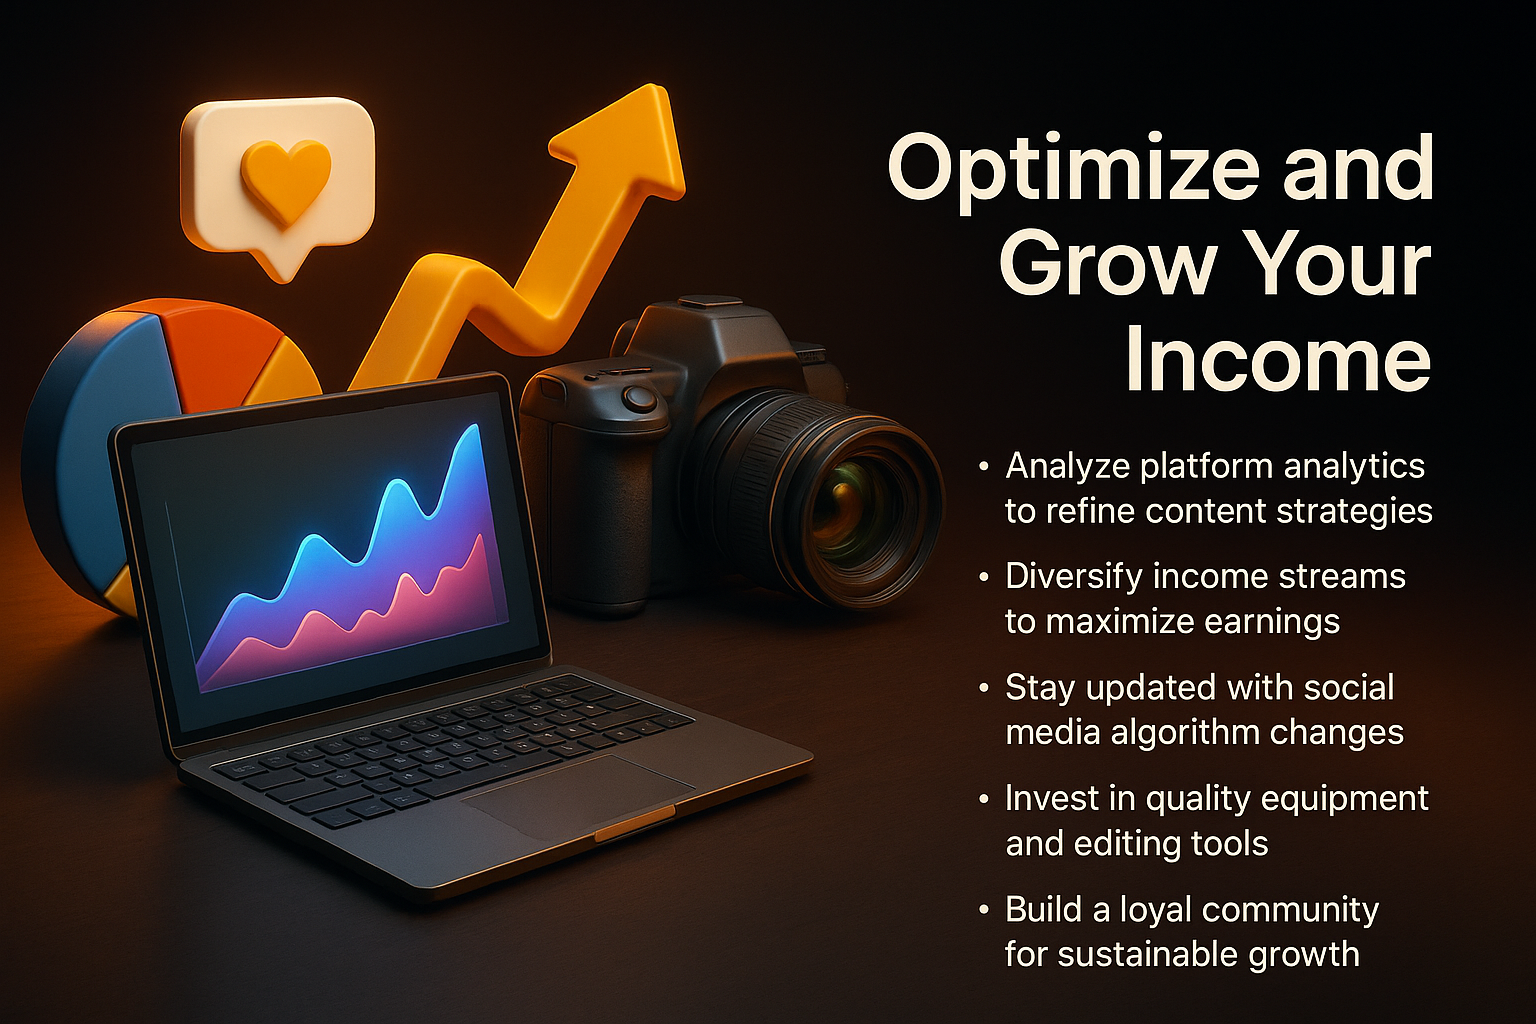 Optimize and
Grow Your
Income
• Analyze platform analytics
to refine content strategies
• Diversify income streams
to maximize earnings
• Stay updated with social
media algorithm changes
• Invest in quality equipment
and editing tools
• Build a loyal community
for sustainable growth